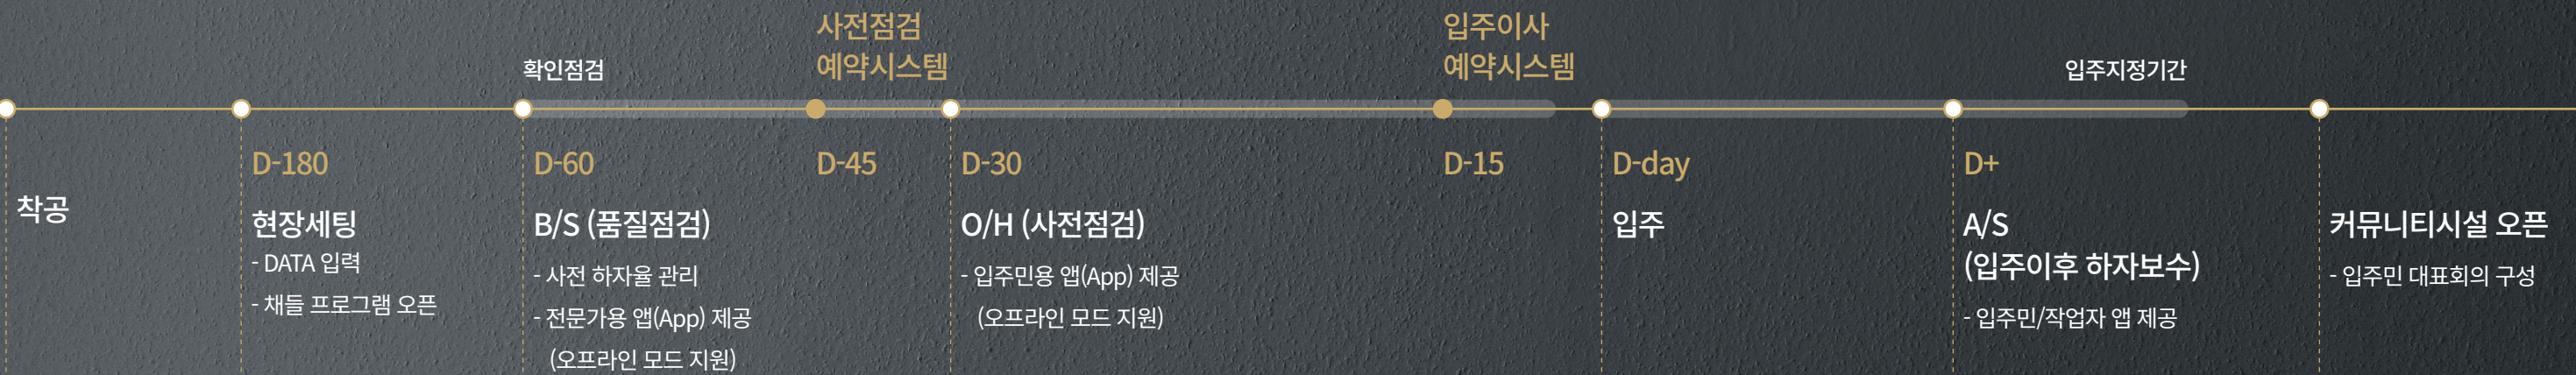 착공
D-180
현장세팅
- DATA 입력
- 채들 프로그램 오픈
확인점검
D-60
B/S (품질점검)
- 사전 하자율 관리
- 전문가용 앱(App) 제공
(오프라인 모드 지원)
사전점검
예약시스템
D-45
D-30
O/H (사전점검)
- 입주민용 앱(App) 제공
(오프라인 모드 지원)
입주이사
예약시스템
D-15
D-day
입주
입주지정기간
D+
A/S
(입주이후 하자보수)
- 입주민/작업자 앱 제공
커뮤니티시설 오픈
- 입주민 대표회의 구성